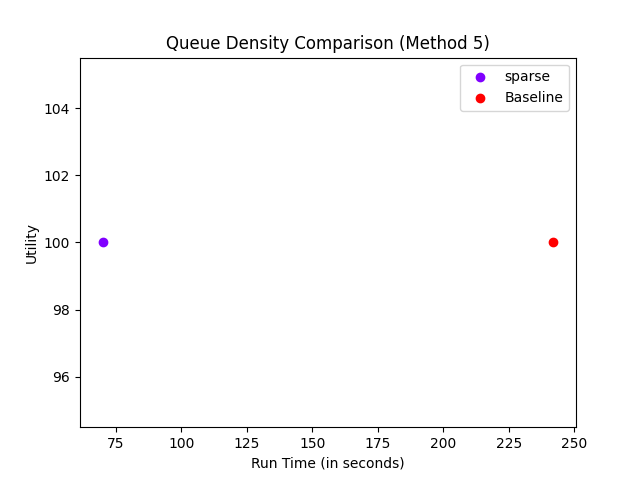 Queue Density Comparison (Method 5)
sparse
Baseline
Utility
104
102
100
98
96
75 100 125 150 175 200 225 250
Run Time (in seconds)